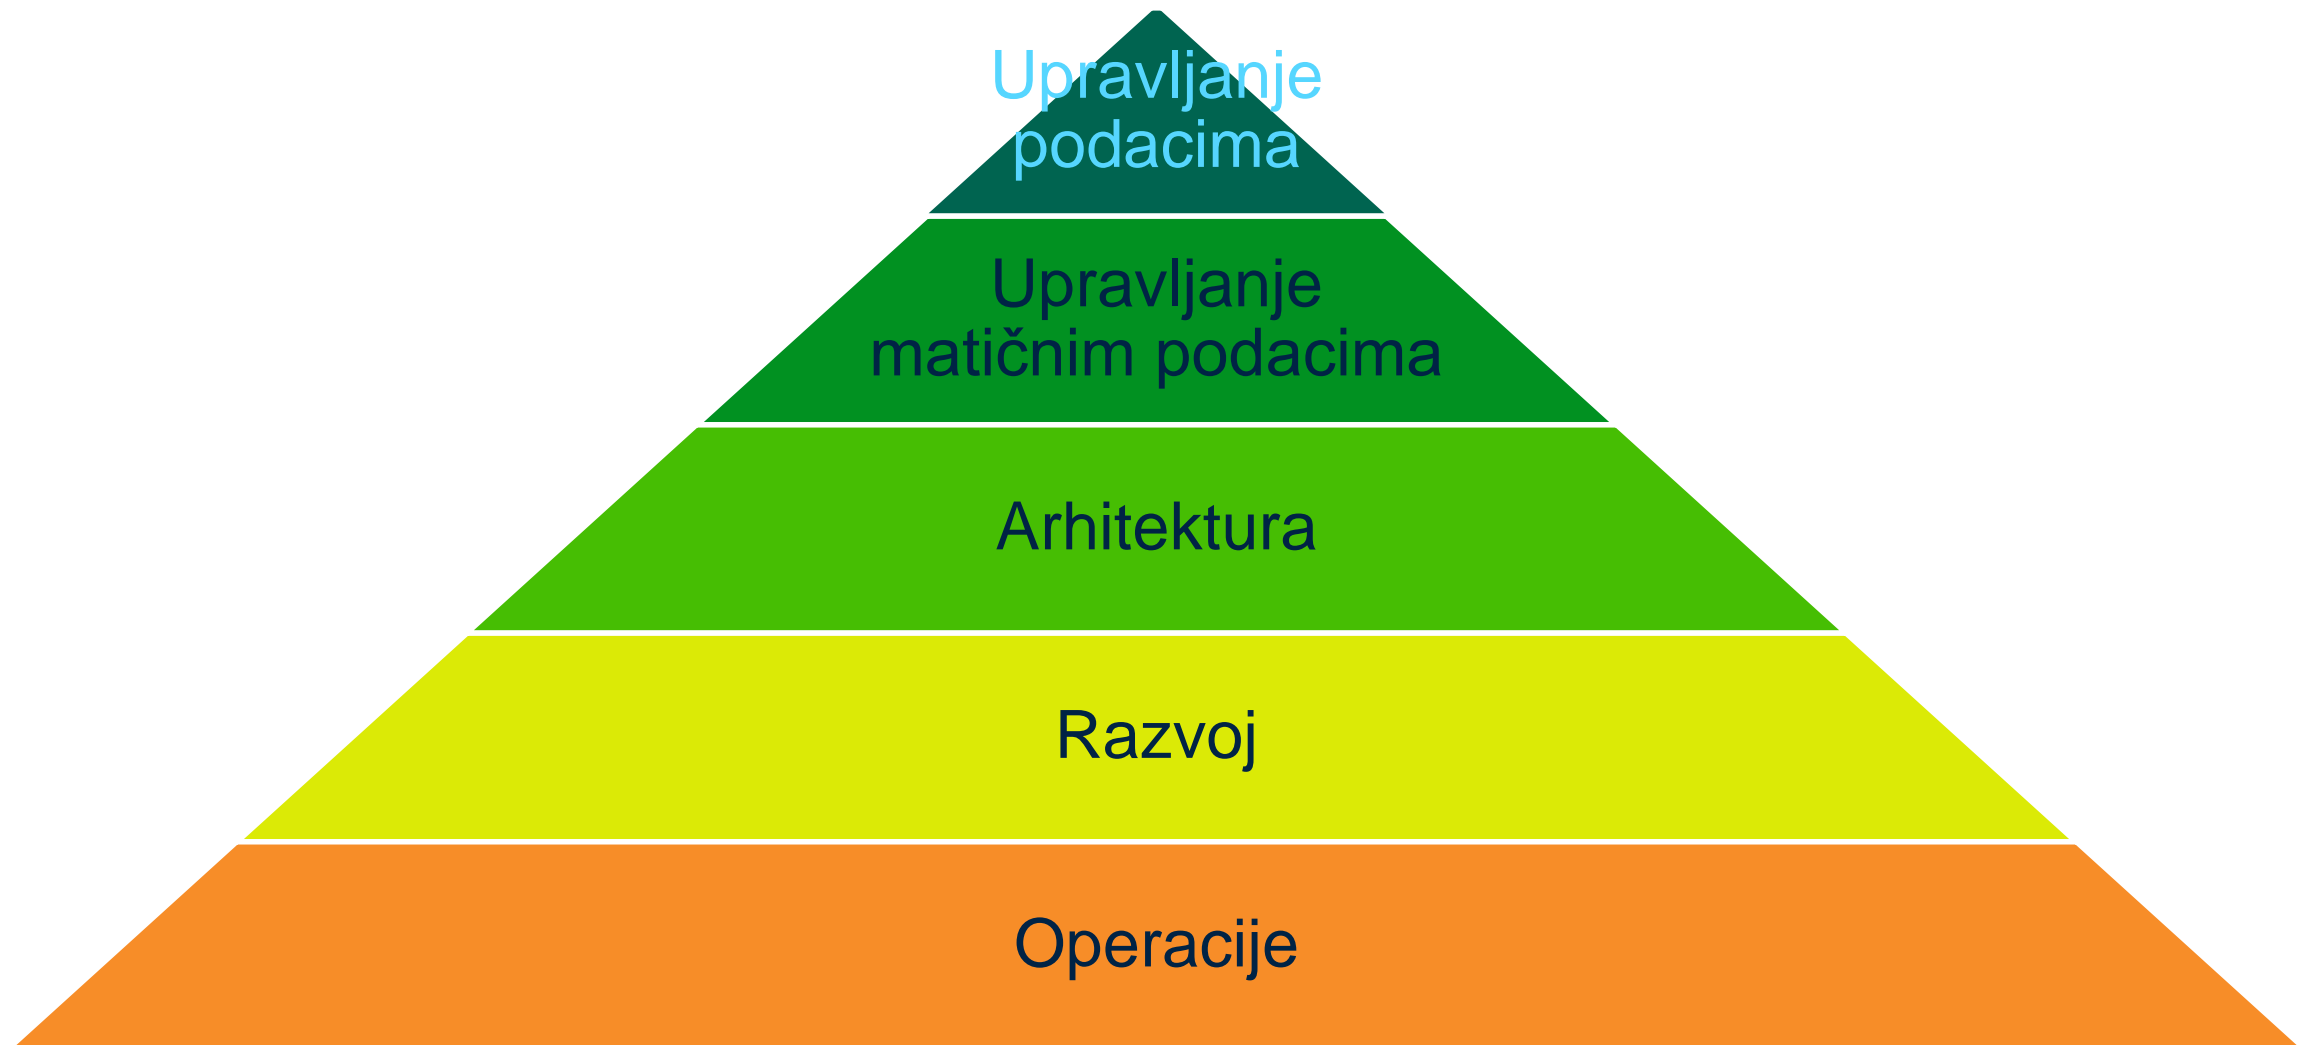 Upravljanje
podacima
Upravljanje
matičnim podacima
Arhitektura
Razvoj
Operacije